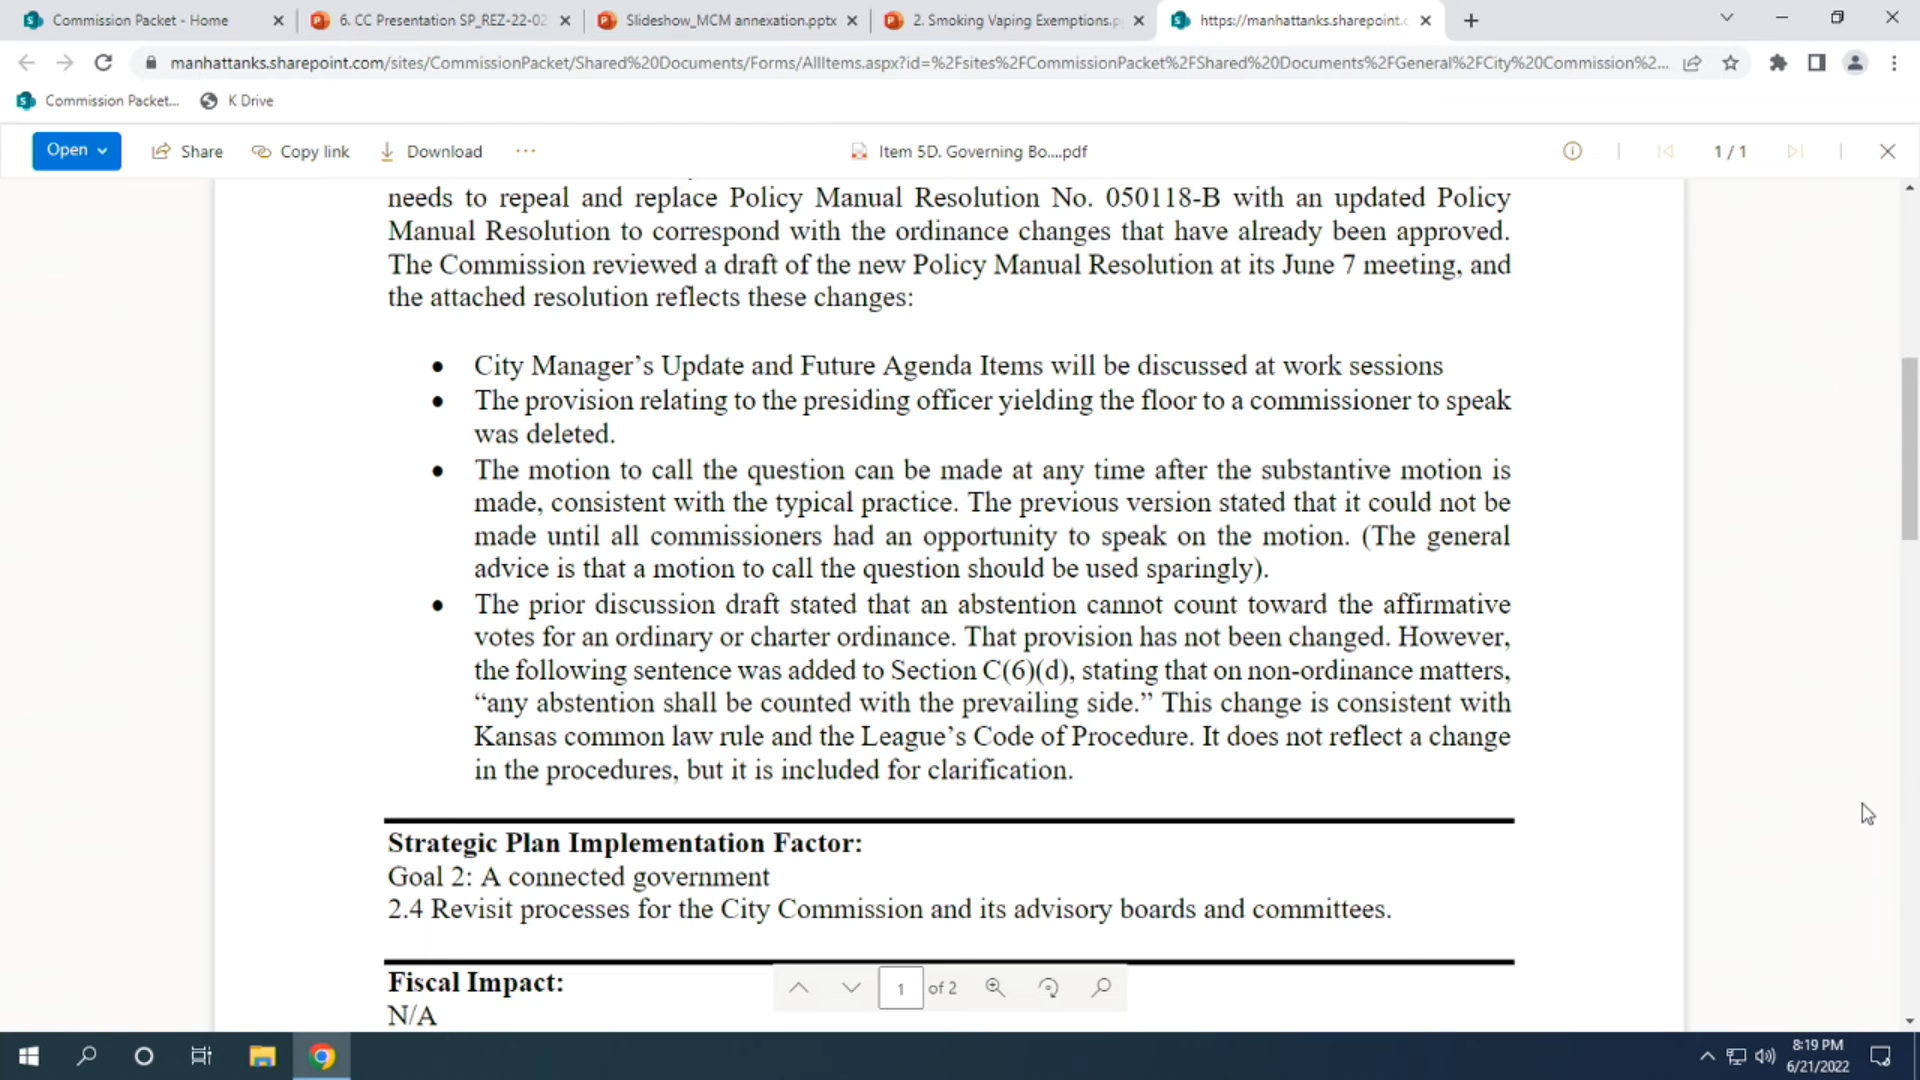 Commission Packet - Home
6. CC Presentation SP_REZ-22-02
Slideshow_MCM annexation.pptx
2. Smoking Vaping Exemptions.p
https://manhattanks.sharepoint.c
manhattanks.sharepoint.com/sites/CommissionPacket/Shared%20Documents/Forms/AllItems.aspx?id=%2Fsites%2FCommissionPacket%2FShared%20Documents%2FGeneral%2FCity%20Commission%2...
Commission Packet...
K Drive
Open
Share
Copy link
Download
...
Item 5D. Governing Bo....pdf
1 / 1
needs to repeal and replace Policy Manual Resolution No. 050118-B with an updated Policy
Manual Resolution to correspond with the ordinance changes that have already been approved.
The Commission reviewed a draft of the new Policy Manual Resolution at its June 7 meeting, and
the attached resolution reflects these changes:
• City Manager's Update and Future Agenda Items will be discussed at work sessions
• The provision relating to the presiding officer yielding the floor to a commissioner to speak
was deleted.
• The motion to call the question can be made at any time after the substantive motion is
made, consistent with the typical practice. The previous version stated that it could not be
made until all commissioners had an opportunity to speak on the motion. (The general
advice is that a motion to call the question should be used sparingly).
• The prior discussion draft stated that an abstention cannot count toward the affirmative
votes for an ordinary or charter ordinance. That provision has not been changed. However,
the following sentence was added to Section C(6)(d), stating that on non-ordinance matters,
“any abstention shall be counted with the prevailing side.” This change is consistent with
Kansas common law rule and the League's Code of Procedure. It does not reflect a change
in the procedures, but it is included for clarification.
Strategic Plan Implementation Factor:
Goal 2: A connected government
2.4 Revisit processes for the City Commission and its advisory boards and committees.
Fiscal Impact:
N/A
1 of 2
8:19 PM
6/21/2022